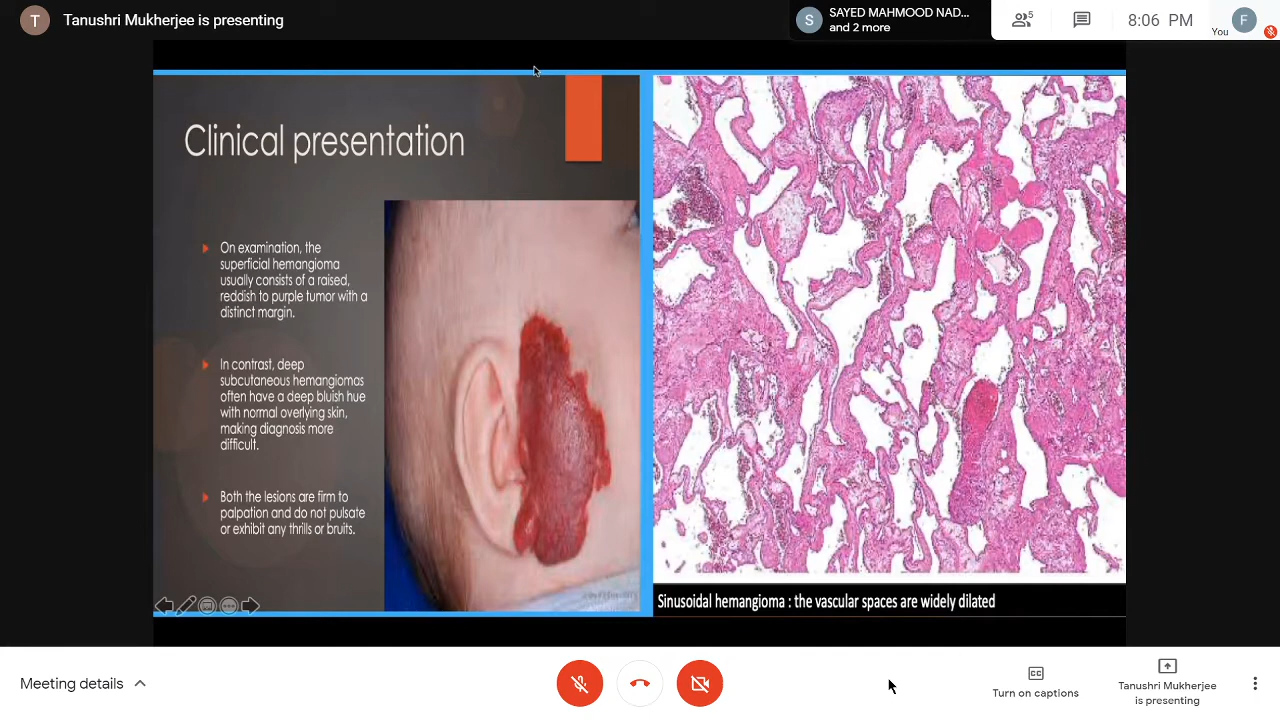 T
Tanushri Mukherjee is presenting
S
SAYED MAHMOOD NAD...
and 2 more
5
8:06 PM
You
F
Clinical presentation
On examination, the
superficial hemangioma
usually consists of a raised,
reddish to purple tumor with a
distinct margin.
In contrast, deep
subcutaneous hemangiomas
often have a deep bluish hue
with normal overlying skin,
making diagnosis more
difficult.
Both the lesions are firm to
palpation and do not pulsate
or exhibit any thrills or bruits.
Sinusoidal hemangioma : the vascular spaces are widely dilated
Meeting details
CC
Turn on captions
Tanushri Mukherjee
is presenting